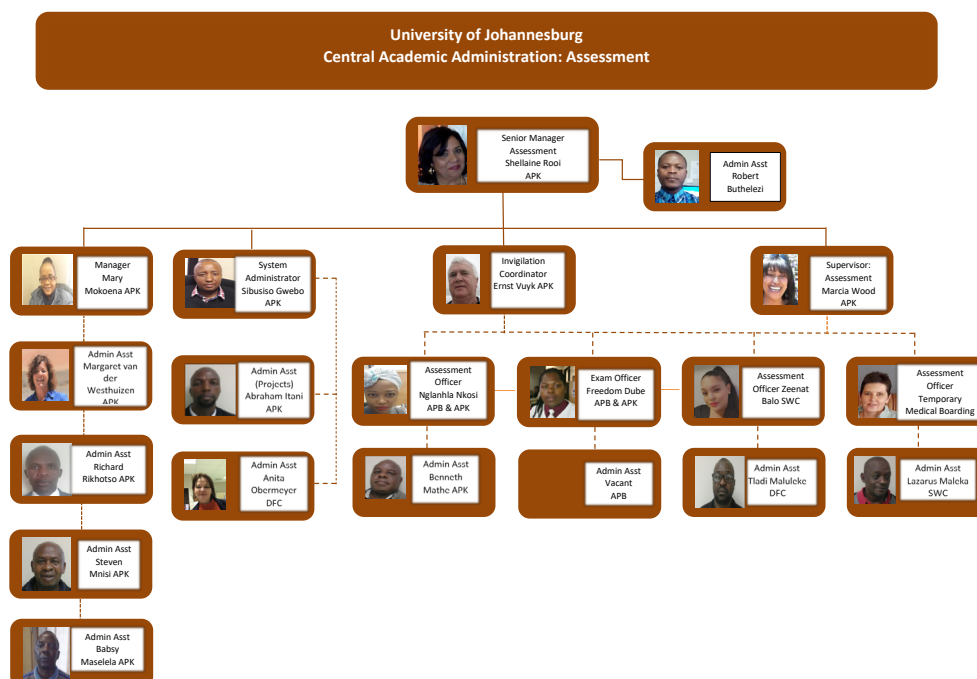 University of Johannesburg
Central Academic Administration: Assessment
Senior Manager
Assessment
Shellaine Rooi
APK
Admin Asst
Robert
Buthelezi
Manager
Mary
Mokoena APK
System
Administrator
Sibusiso Gwebo
APK
Invigilation
Coordinator
Ernst Vuyk APK
Supervisor:
Assessment
Marcia Wood
APK
Admin Asst
Margaret van
der
Westhuizen
APK
Admin Asst
(Projects)
Abraham Itani
APK
Assessment
Officer
Nglanhla Nkosi
APB & APK
Exam Officer
Freedom Dube
APB & APK
Assessment
Officer Zeenat
Balo SWC
Assessment
Officer
Temporary
Medical Boarding
Admin Asst
Richard
Rikhotso APK
Admin Asst
Anita
Obermeyer
DFC
Admin Asst
Benneth
Mathe APK
Admin Asst
Vacant
APB
Admin Asst
Tladi Maluleke
DFC
Admin Asst
Lazarus Maleka
SWC
Admin Asst
Steven
Mnisi APK
Admin Asst
Babsy
Maselela APK